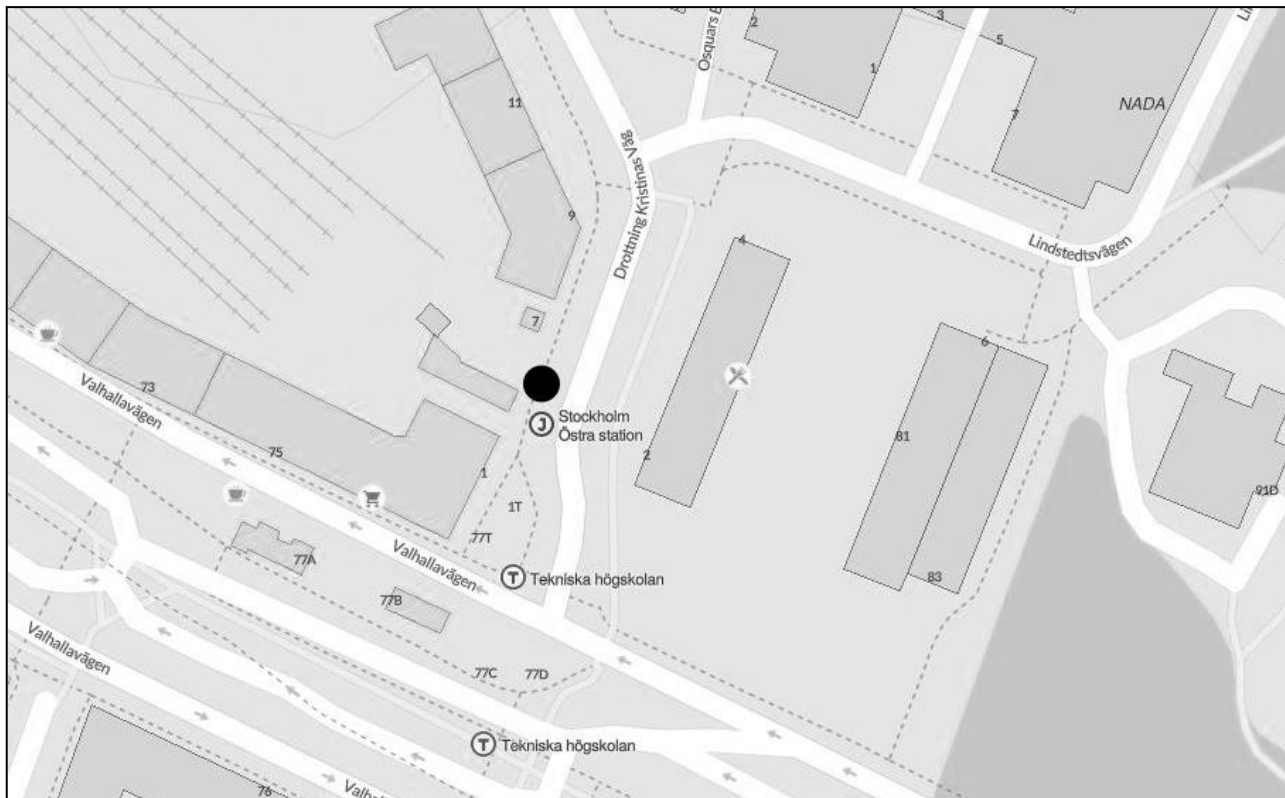 2
3
5
1
Osquars B
Li
NADA
7
11
Drottning Kristinas Väg
9
Lindstedtsvägen
4
7
6
73
Valhallavägen
J
Stockholm
Östra station
75
1
2
81
91D
1T
77T
77A
Valhallavägen
T
Tekniska högskolan
83
77B
Valhallavägen
77C
77D
T
Tekniska högskolan
76
Valha